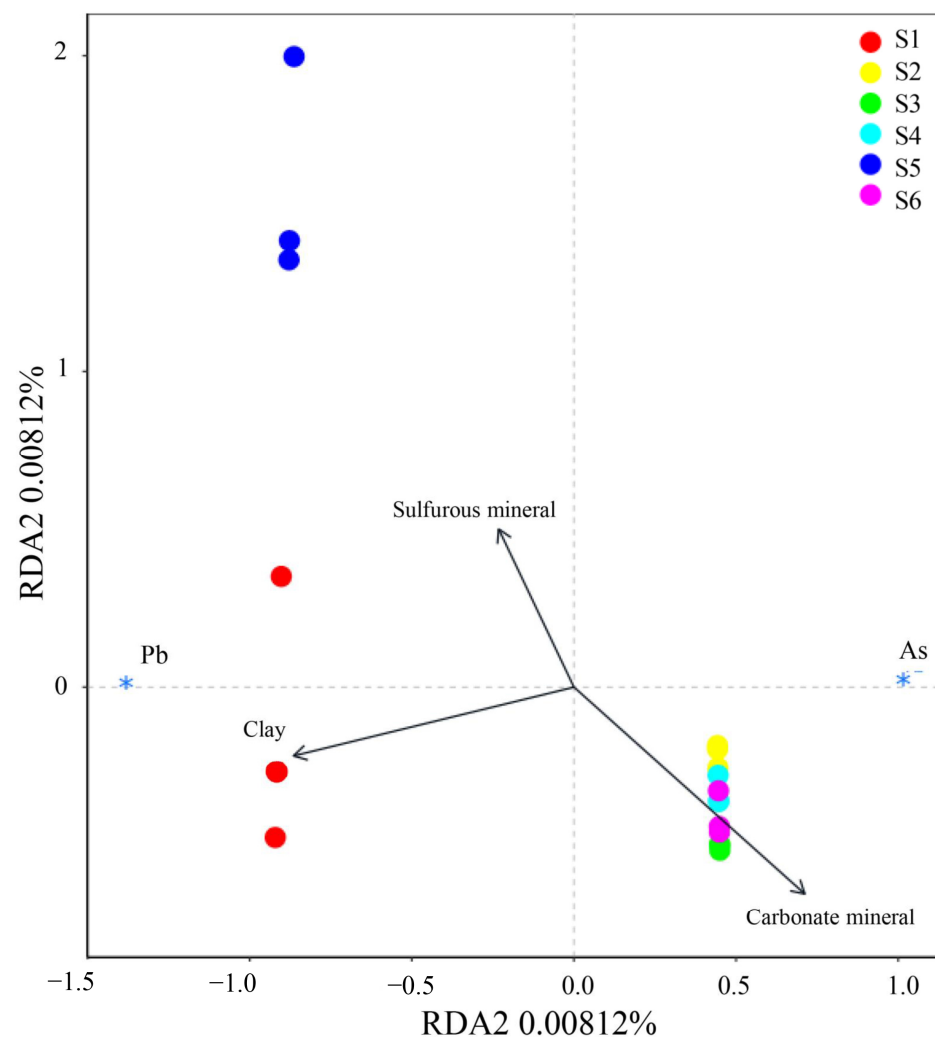 S1
S2
S3
S4
S5
S6
2
1
0
RDA2 0.00812%
Sulfurous mineral
Pb
As
Clay
Carbonate mineral
−1.5
−1.0
−0.5
0.0
0.5
1.0
RDA2 0.00812%